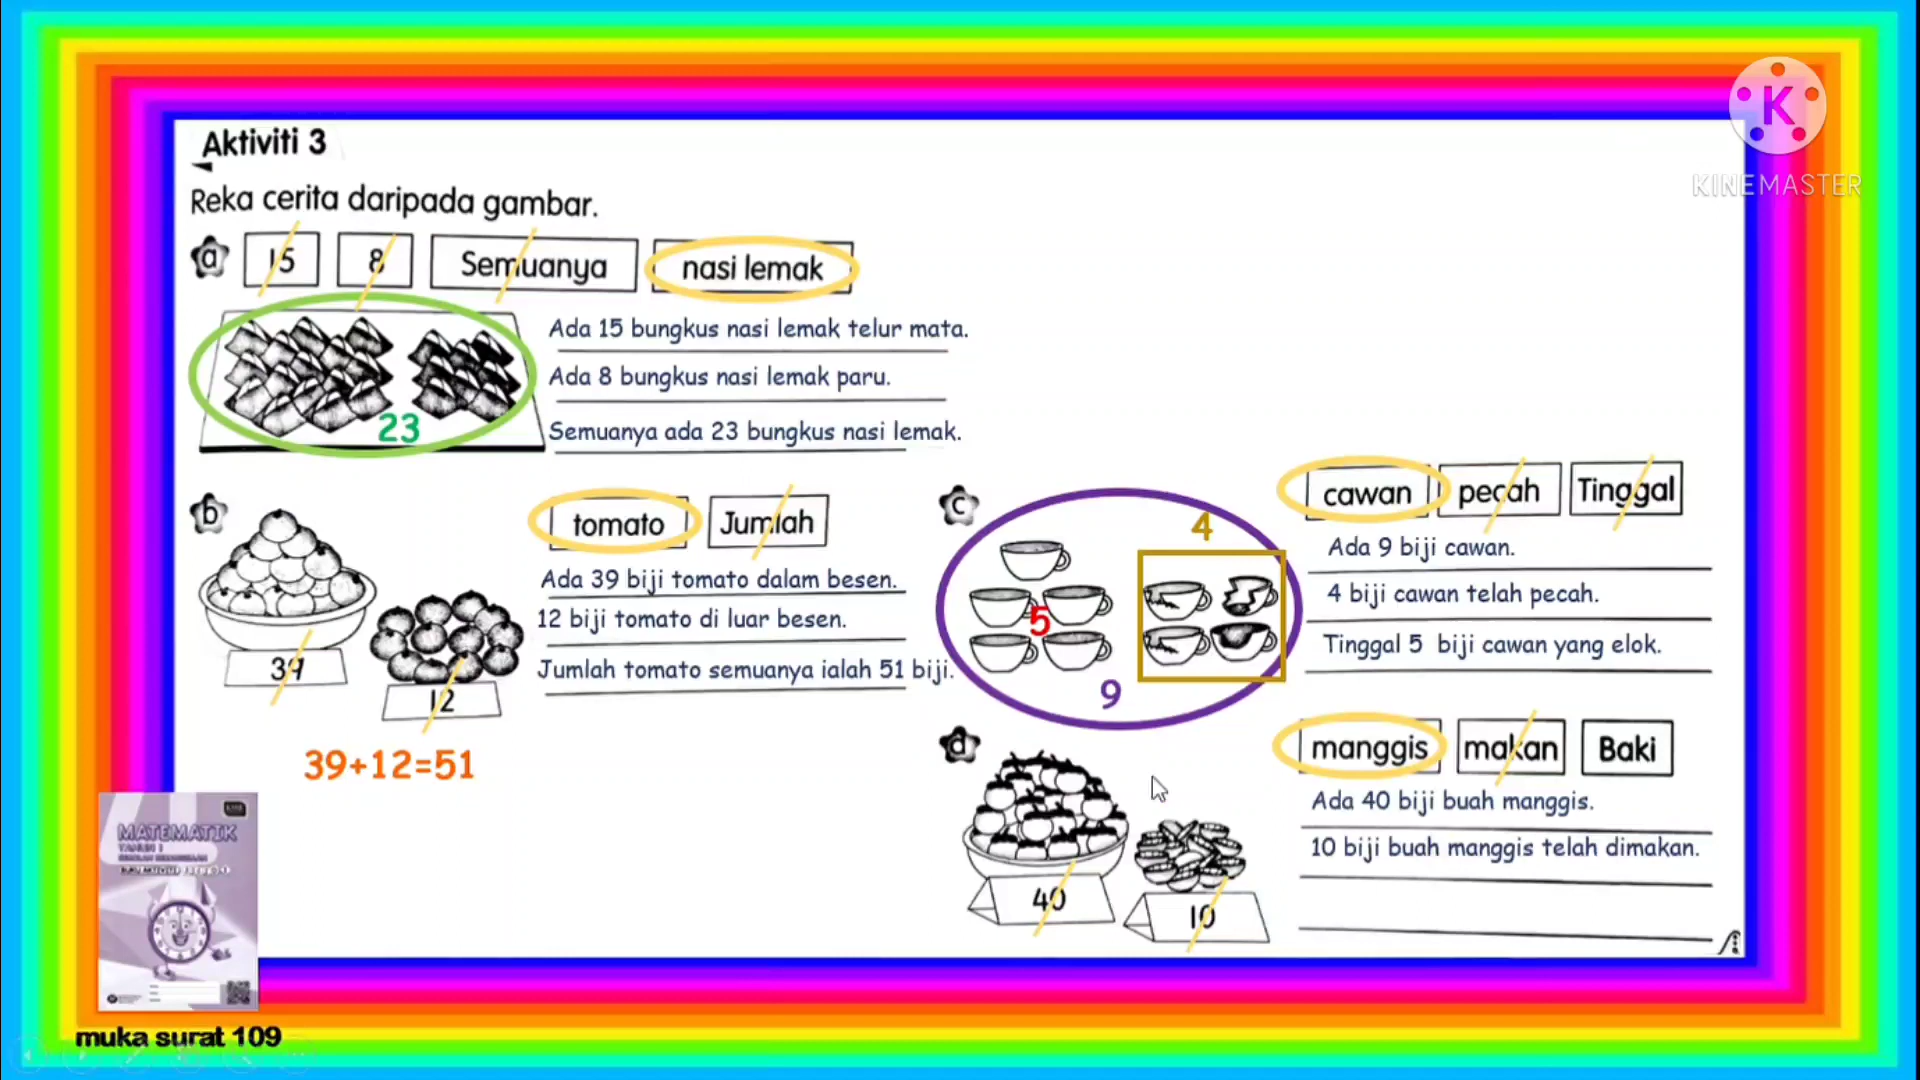 KINEMASTER
Aktiviti 3
Reka cerita daripada gambar.
a 15 8 Semuanya nasi lemak
Ada 15 bungkus nasi lemak telur mata.
Ada 8 bungkus nasi lemak paru.
23
Semuanya ada 23 bungkus nasi lemak.
b tomato Jumlah
Ada 39 biji tomato dalam besen.
12 biji tomato di luar besen.
39
12
Jumlah tomato semuanya ialah 51 biji.
39+12=51
c cawan pecah Tinggal
4
5
9
Ada 9 biji cawan.
4 biji cawan telah pecah.
Tinggal 5 biji cawan yang elok.
d manggis makan Baki
Ada 40 biji buah manggis.
10 biji buah manggis telah dimakan.
40
10
MATEMATIK
TAHUN 1
muka surat 109